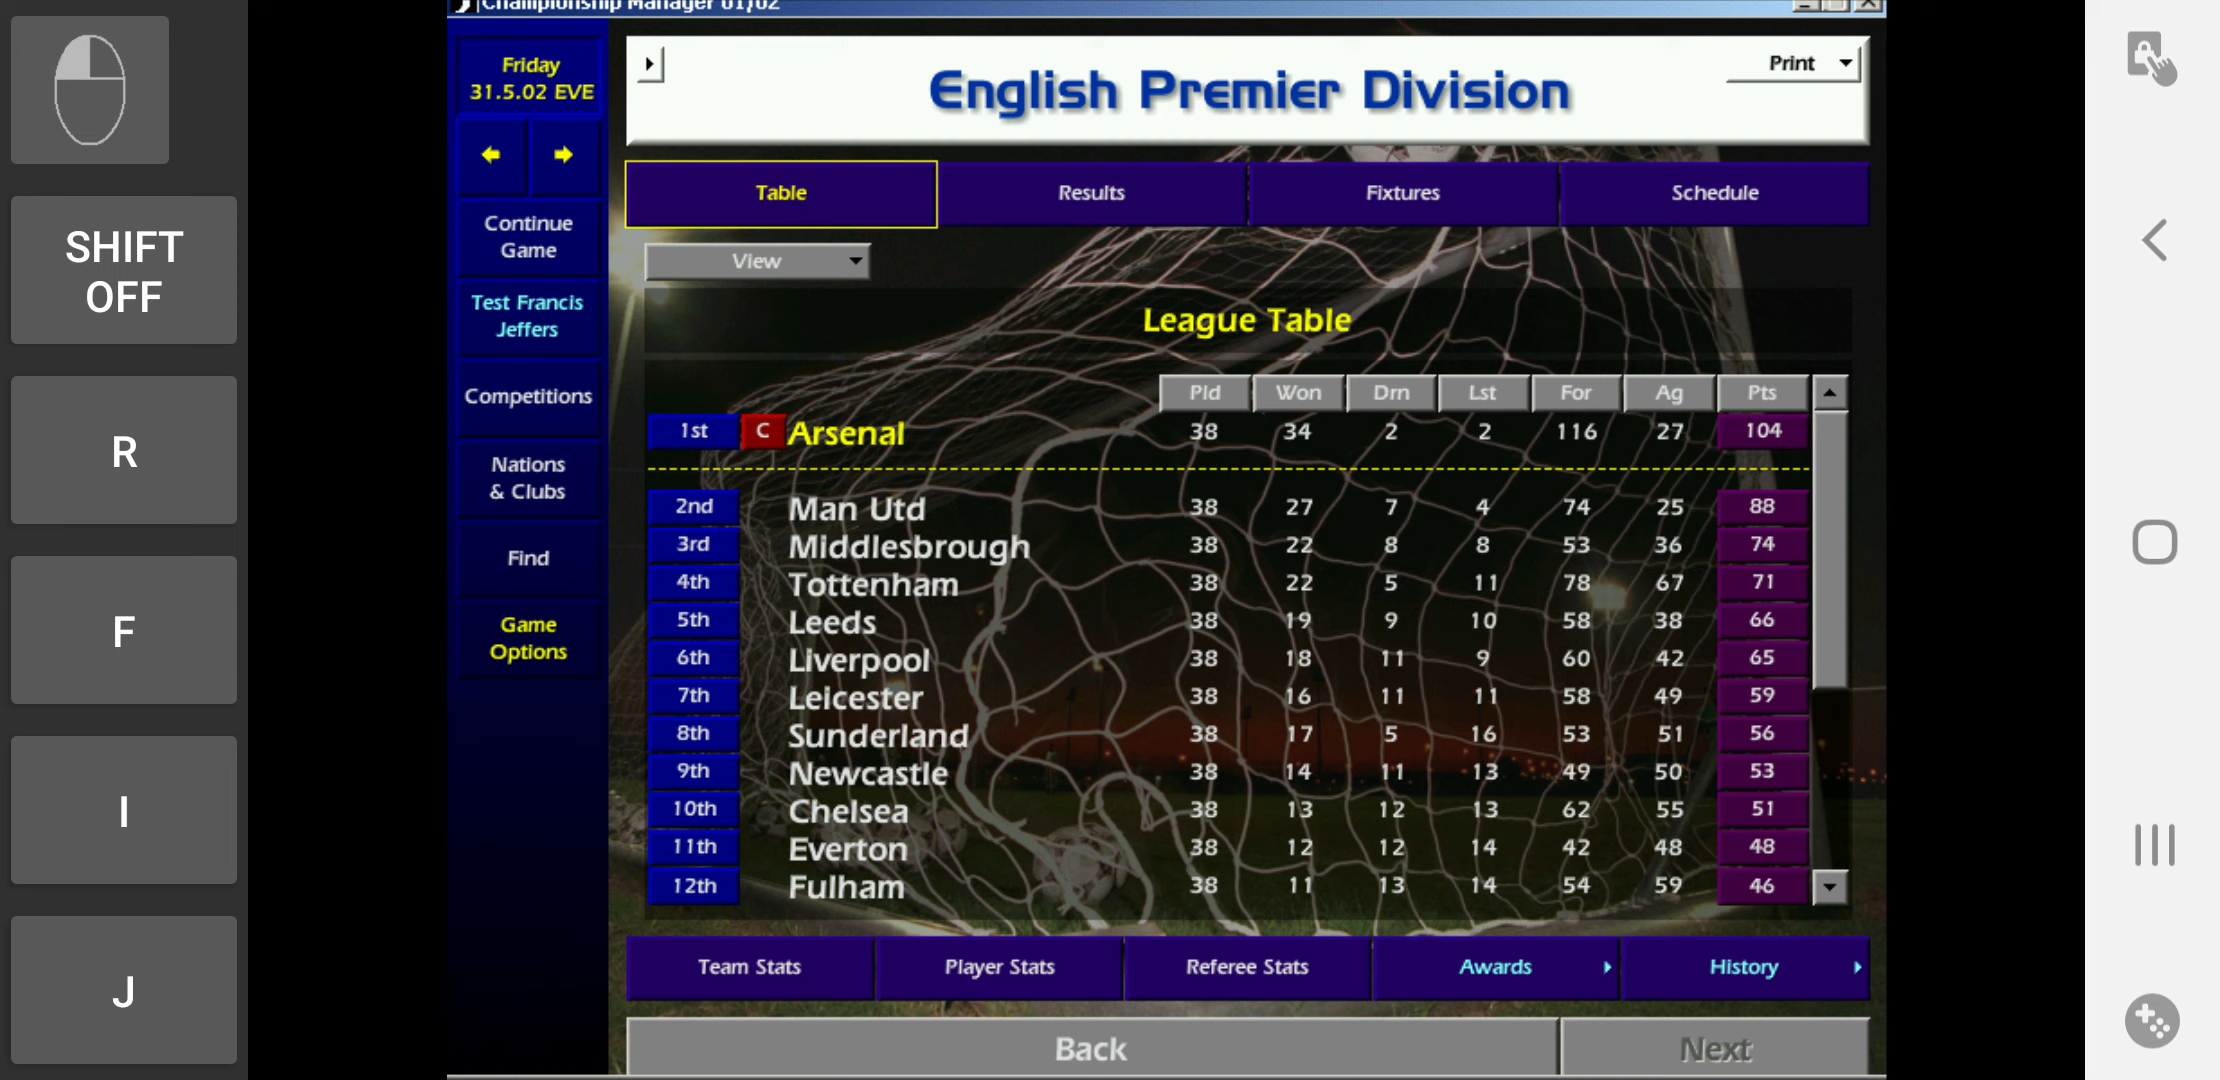 Championship Manager 01/02
Friday
31.5.02 EVE
Continue
Game
Test Francis
Jeffers
Competitions
Nations
& Clubs
Find
Game
Options
English Premier Division
Print
Table Results Fixtures Schedule
View
League Table
Pld Won Drn Lst For Ag Pts
1st C Arsenal 38 34 2 2 116 27 104
2nd Man Utd 38 27 7 4 74 25 88
3rd Middlesbrough 38 22 8 8 53 36 74
4th Tottenham 38 22 5 11 78 67 71
5th Leeds 38 19 9 10 58 38 66
6th Liverpool 38 18 11 9 60 42 65
7th Leicester 38 16 11 11 58 49 59
8th Sunderland 38 17 5 16 53 51 56
9th Newcastle 38 14 11 13 49 50 53
10th Chelsea 38 13 12 13 62 55 51
11th Everton 38 12 12 14 42 48 48
12th Fulham 38 11 13 14 54 59 46
Team Stats Player Stats Referee Stats Awards History
Back Next
SHIFT
OFF
R
F
I
J